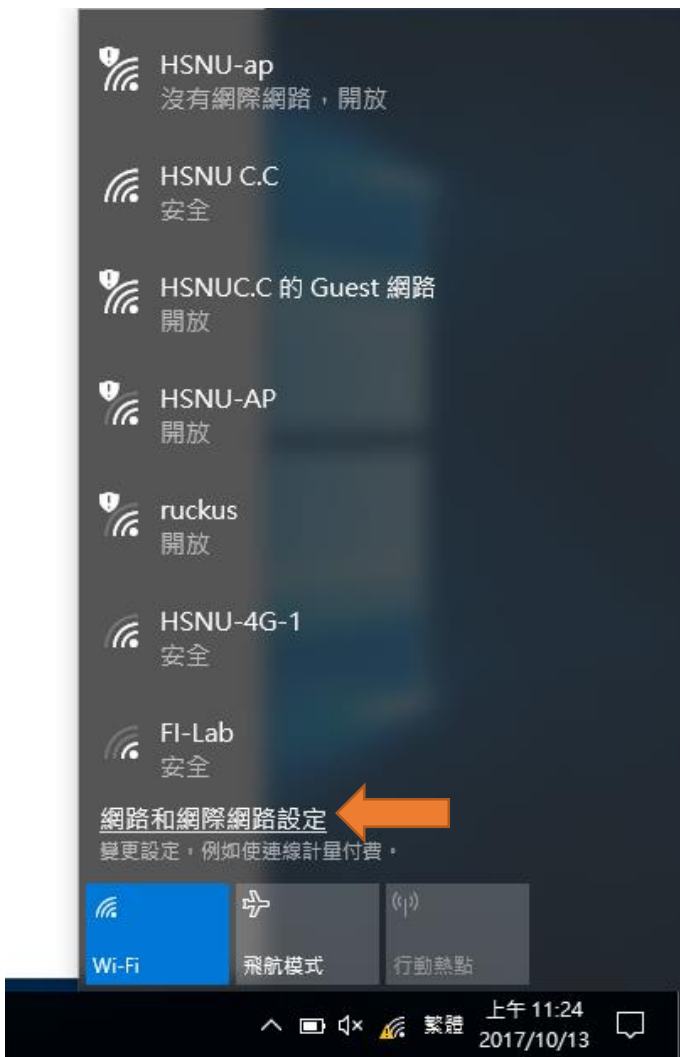 HSNU-ap
沒有網際網路，開放
HSNU C.C
安全
HSNUC.C 的 Guest 網路
開放
HSNU-AP
開放
ruckus
開放
HSNU-4G-1
安全
FI-Lab
安全
網路和網際網路設定
變更設定，例如使連線計量付費。
Wi-Fi
飛航模式
行動熱點
繁體
上午 11:24
2017/10/13